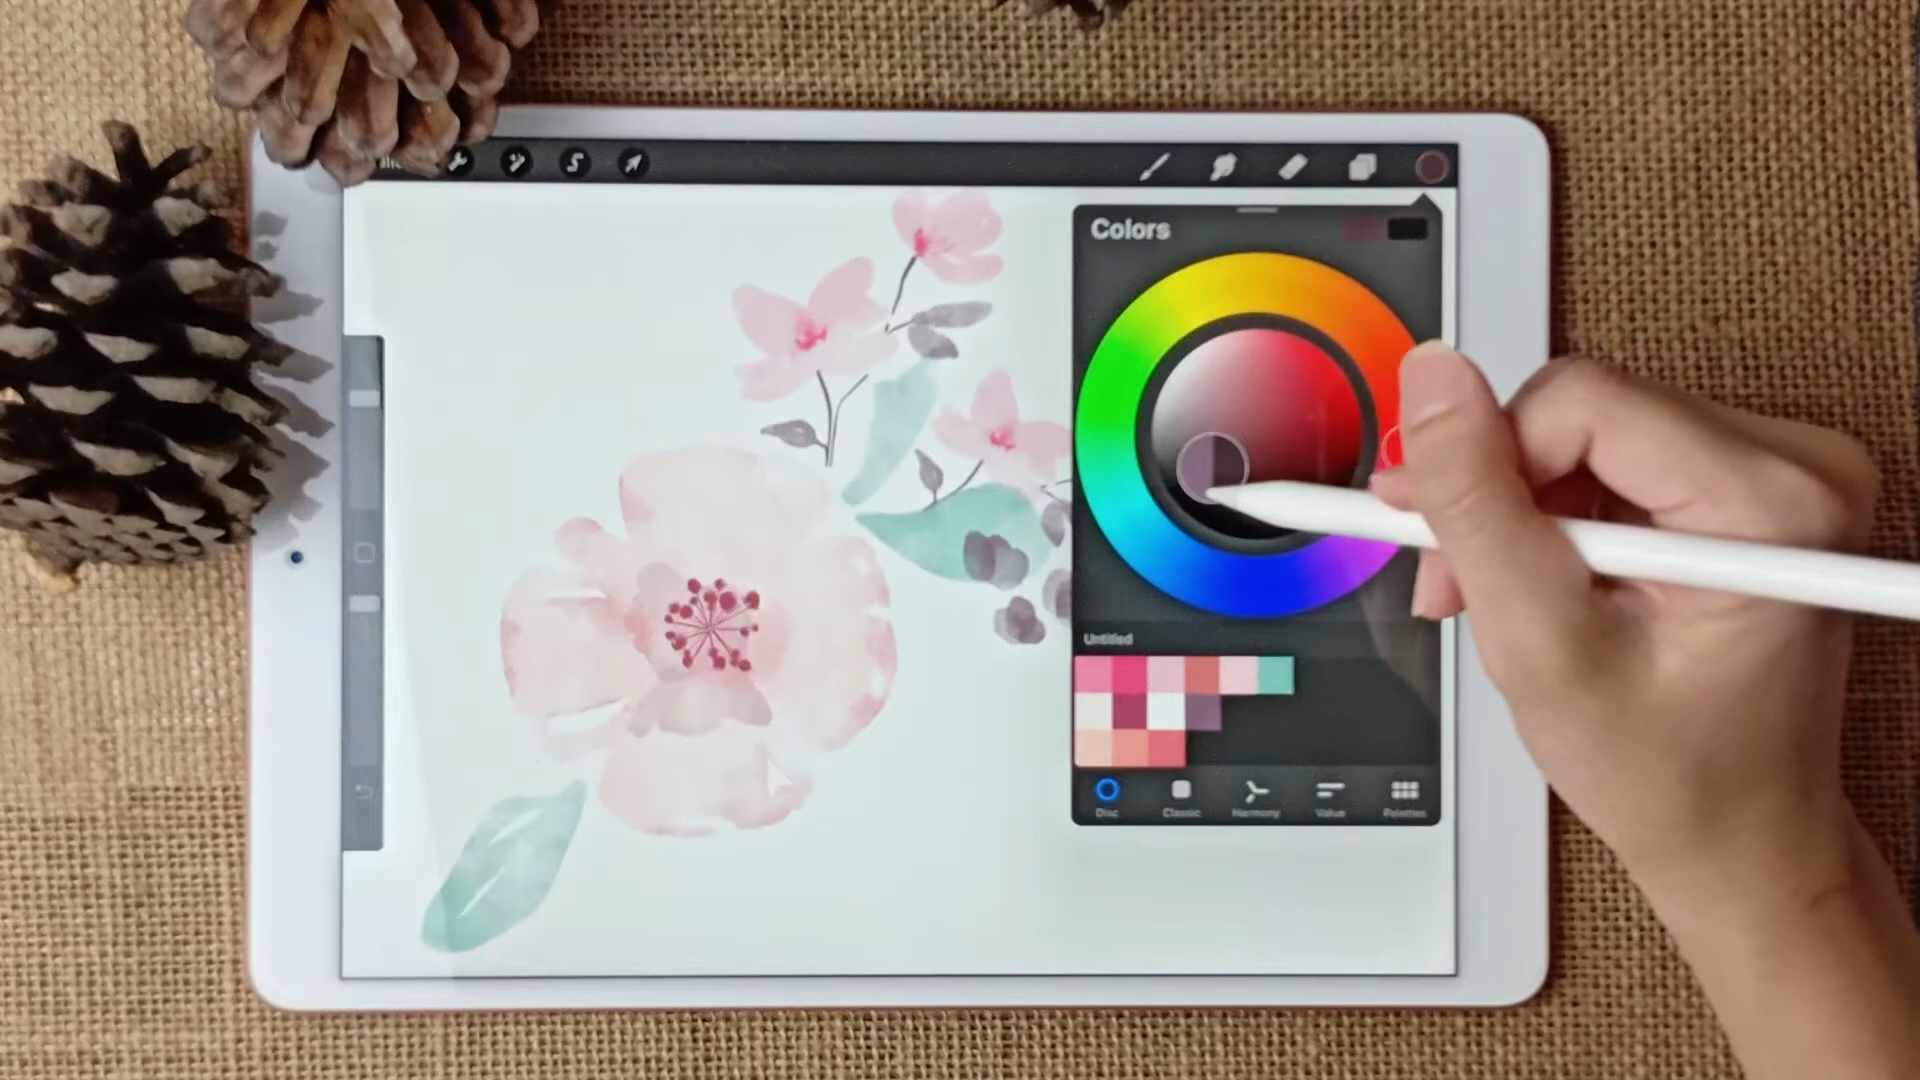 Colors
Untitled
Disc
Classic
Harmony
Value
Palettes